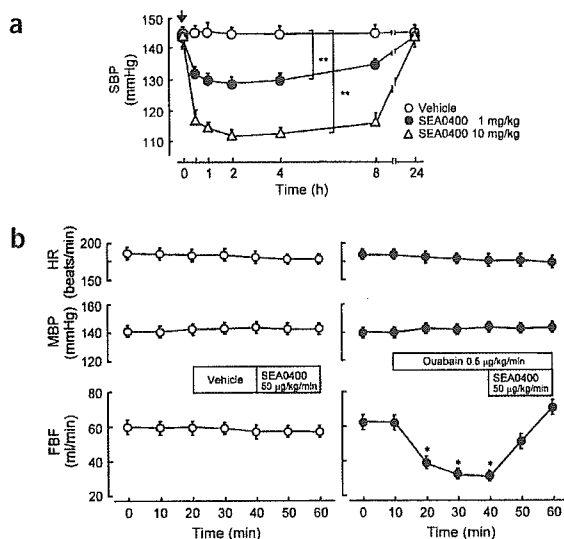 a
150
140
130
120
110
SBP
(mmHg)
**
**
Vehicle
SEA0400 1 mg/kg
SEA0400 10 mg/kg
0 1 2 4 8 24
Time (h)
b
HR
(beats/min)
200
150
MBP
(mmHg)
160
140
120
Vehicle
SEA0400
50 µg/kg/min
Ouabain 0.5 µg/kg/min
SEA0400
50 µg/kg/min
FBF
(ml/min)
80
60
40
20
* * *
0 10 20 30 40 50 60
Time (min)
0 10 20 30 40 50 60
Time (min)